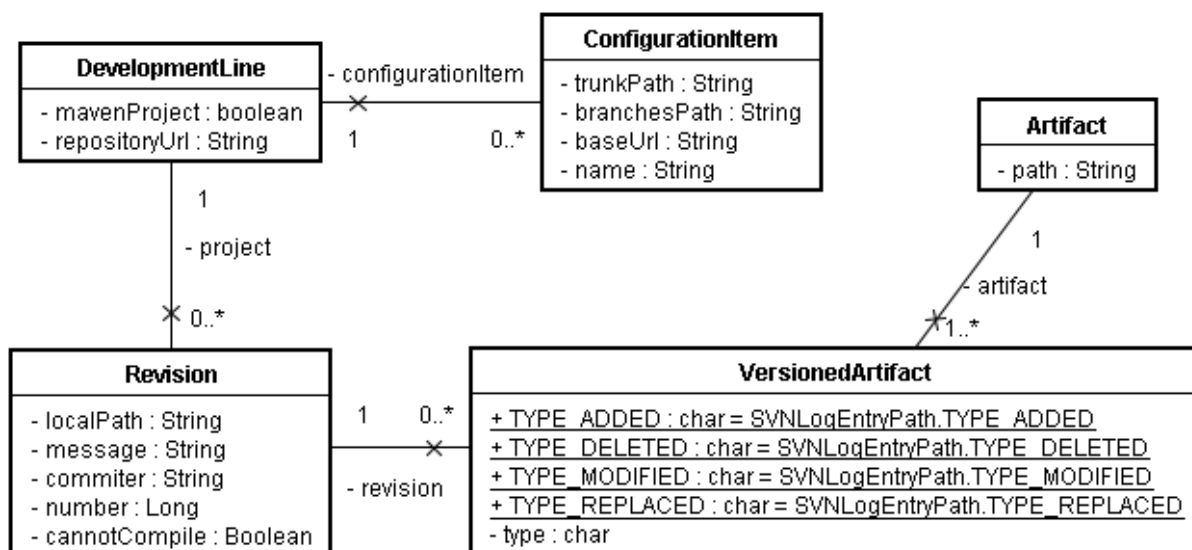 DevelopmentLine
- mavenProject : boolean
- repositoryUrl : String
- configurationItem
1
0..*
ConfigurationItem
- trunkPath : String
- branchesPath : String
- baseUrl : String
- name : String
Artifact
- path : String
1
- project
0..*
1
- artifact
1..*
Revision
- localPath : String
- message : String
- commiter : String
- number : Long
- cannotCompile : Boolean
1
0..*
- revision
VersionedArtifact
+ TYPE_ADDED : char = SVNLogEntryPath.TYPE_ADDED
+ TYPE_DELETED : char = SVNLogEntryPath.TYPE_DELETED
+ TYPE_MODIFIED : char = SVNLogEntryPath.TYPE_MODIFIED
+ TYPE_REPLACED : char = SVNLogEntryPath.TYPE_REPLACED
- type : char